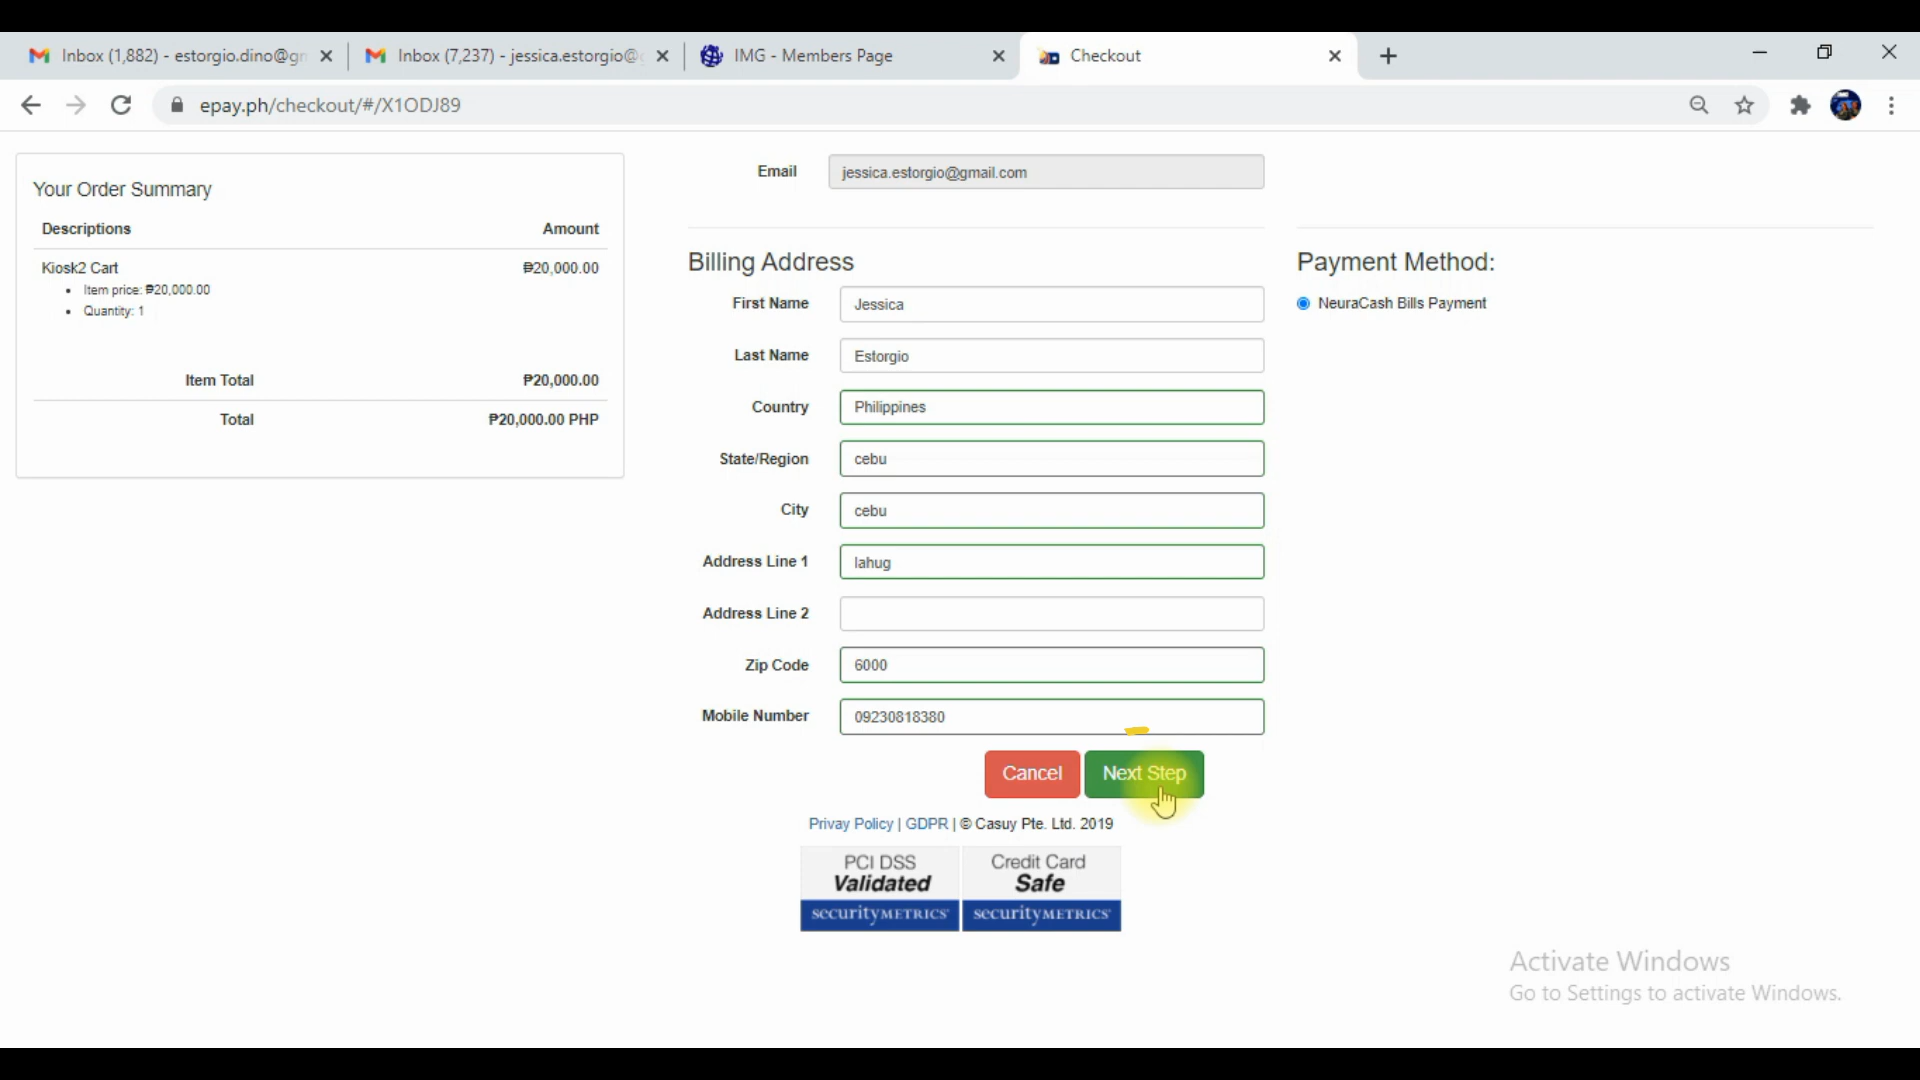 Inbox (1,882) - estorgio.dino@gm
Inbox (7,237) - jessica.estorgio@
IMG - Members Page
Checkout
epay.ph/checkout/#/X1ODJ89
Your Order Summary
Descriptions Amount
Kiosk2 Cart ₱20,000.00
Item price: ₱20,000.00
Quantity: 1
Item Total ₱20,000.00
Total ₱20,000.00 PHP
Email jessica.estorgio@gmail.com
Billing Address
First Name Jessica
Last Name Estorgio
Country Philippines
State/Region cebu
City cebu
Address Line 1 lahug
Address Line 2
Zip Code 6000
Mobile Number 09230818380
Payment Method:
NeuraCash Bills Payment
Cancel Next Step
Privay Policy | GDPR | © Casuy Pte. Ltd. 2019
PCI DSS
Validated
securityMETRICS
Credit Card
Safe
securityMETRICS
Activate Windows
Go to Settings to activate Windows.